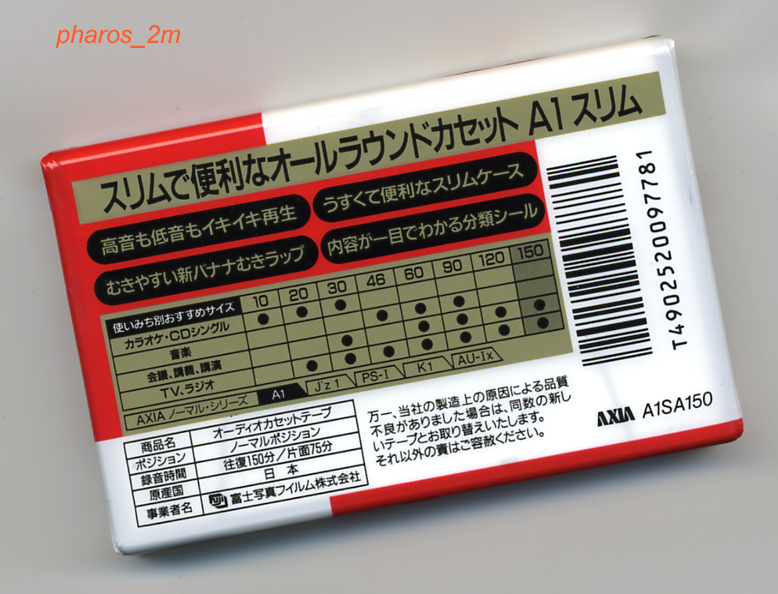 pharos_2m
スリムで便利なオールラウンドカセット A1 スリム
高音も低音もイキイキ再生
うすくて便利なスリムケース
むきやすい新バナナむきラップ
内容が一目でわかる分類シール
使いみち別おすすめサイズ 10 20 30 46 60 90 120 150
カラオケ・CDシングル
音楽
会議、講義、講演
TV、ラジオ
AXIA ノーマル・シリーズ A1 J'z1 PS-I K1 AU-Ix
商品名 オーディオカセットテープ
ポジション ノーマルポジション
録音時間 往復150分/片面75分
原産国 日本
事業者名 FUJI 富士写真フイルム株式会社
万一、当社の製造上の原因による品質
不良がありました場合は、同数の新し
いテープとお取り替えいたします。
それ以外の責はご容赦ください。
T4902520097781
AXIA A1SA150